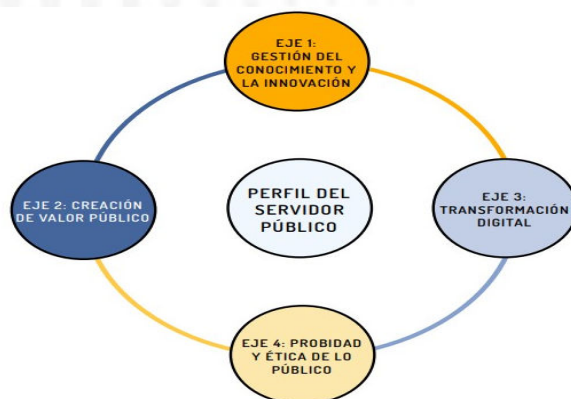 EJE 1:
GESTIÓN DEL
CONOCIMIENTO Y
LA INNOVACIÓN
EJE 2: CREACIÓN
DE VALOR PÚBLICO
PERFIL DEL
SERVIDOR
PÚBLICO
EJE 3:
TRANSFORMACIÓN
DIGITAL
EJE 4: PROBIDAD
Y ÉTICA DE LO
PÚBLICO